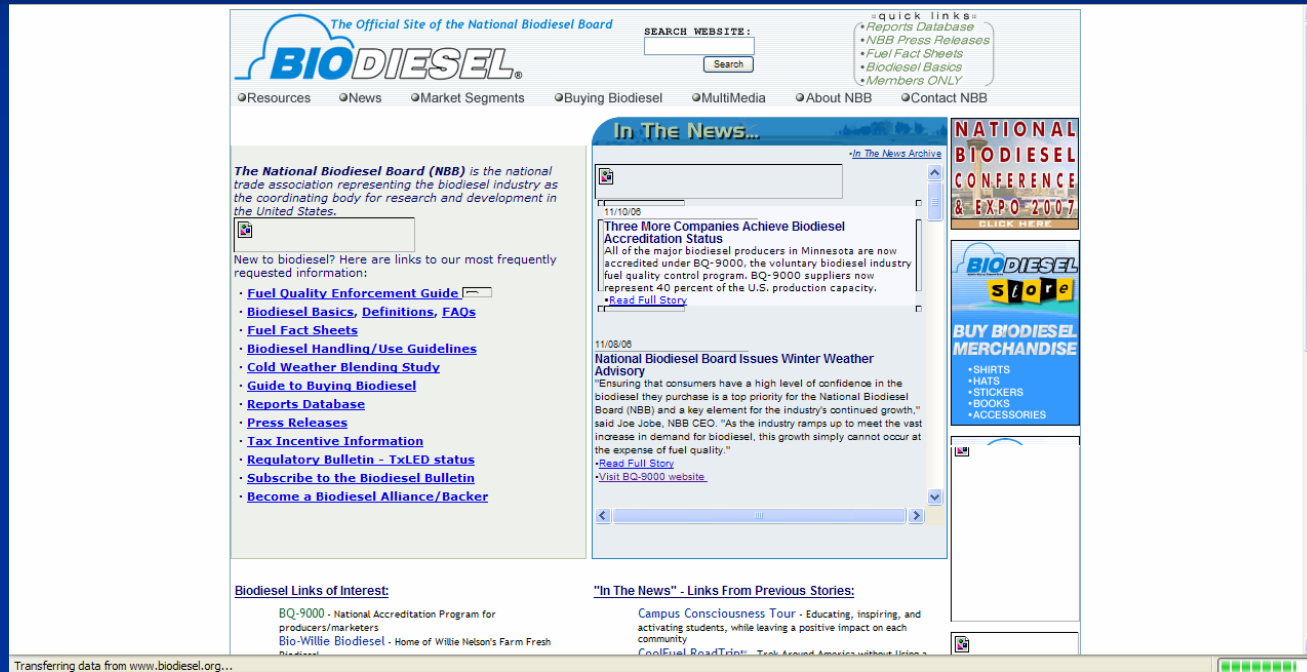 The Official Site of the National Biodiesel Board
BIODIESEL®
SEARCH WEBSITE:
Search
=quick links=
•Reports Database
•NBB Press Releases
•Fuel Fact Sheets
•Biodiesel Basics
•Members ONLY
Resources News Market Segments Buying Biodiesel MultiMedia About NBB Contact NBB
The National Biodiesel Board (NBB) is the national
trade association representing the biodiesel industry as
the coordinating body for research and development in
the United States.
New to biodiesel? Here are links to our most frequently
requested information:
· Fuel Quality Enforcement Guide
· Biodiesel Basics, Definitions, FAQs
· Fuel Fact Sheets
· Biodiesel Handling/Use Guidelines
· Cold Weather Blending Study
· Guide to Buying Biodiesel
· Reports Database
· Press Releases
· Tax Incentive Information
· Regulatory Bulletin - TxLED status
· Subscribe to the Biodiesel Bulletin
· Become a Biodiesel Alliance/Backer
In The News...
•In The News Archive
11/10/06
Three More Companies Achieve Biodiesel
Accreditation Status
All of the major biodiesel producers in Minnesota are now
accredited under BQ-9000, the voluntary biodiesel industry
fuel quality control program. BQ-9000 suppliers now
represent 40 percent of the U.S. production capacity.
•Read Full Story
11/08/06
National Biodiesel Board Issues Winter Weather
Advisory
"Ensuring that consumers have a high level of confidence in the
biodiesel they purchase is a top priority for the National Biodiesel
Board (NBB) and a key element for the industry's continued growth,"
said Joe Jobe, NBB CEO. "As the industry ramps up to meet the vast
increase in demand for biodiesel, this growth simply cannot occur at
the expense of fuel quality."
•Read Full Story
•Visit BQ-9000 website
NATIONAL
BIODIESEL
CONFERENCE
& EXPO 2007
CLICK HERE
BIODIESEL
store
BUY BIODIESEL
MERCHANDISE
•SHIRTS
•HATS
•STICKERS
•BOOKS
•ACCESSORIES
Biodiesel Links of Interest:
BQ-9000 - National Accreditation Program for
producers/marketers
Bio-Willie Biodiesel - Home of Willie Nelson's Farm Fresh
"In The News" - Links From Previous Stories:
Campus Consciousness Tour - Educating, inspiring, and
activating students, while leaving a positive impact on each
community
CoolFuel RoadTrip - Trek Around America without Using a
Transferring data from www.biodiesel.org...